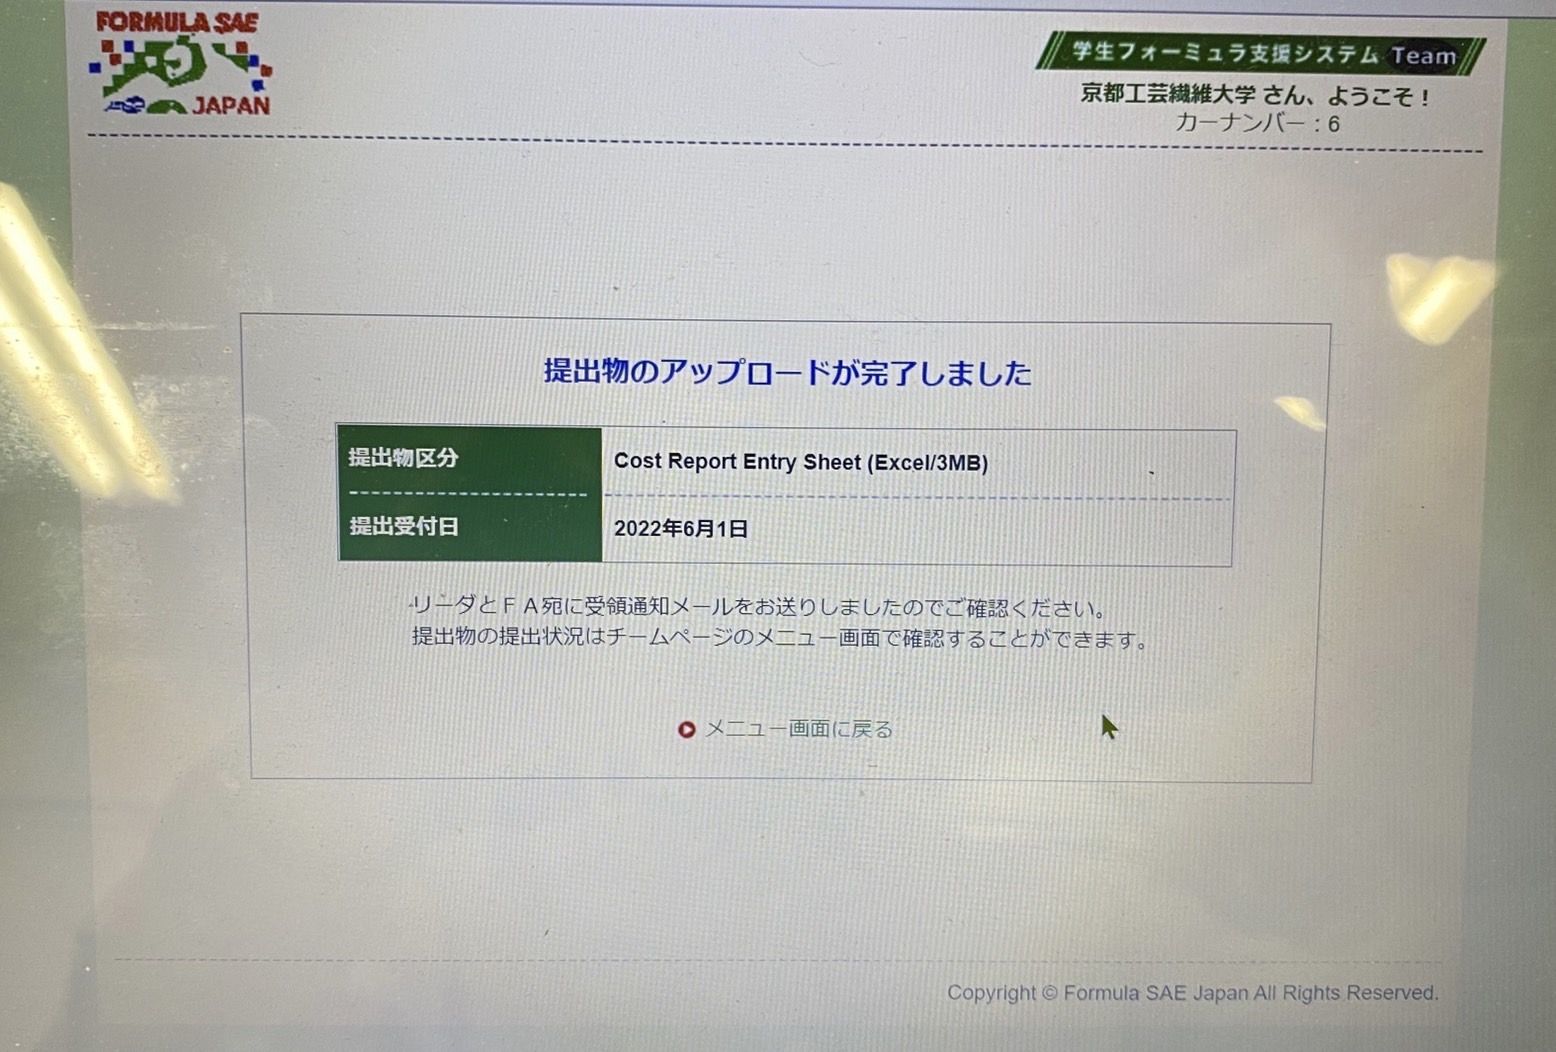 FORMULA SAE
JAPAN
学生フォーミュラ支援システム Team
京都工芸繊維大学 さん、ようこそ！
カーナンバー：6
提出物のアップロードが完了しました
提出物区分 Cost Report Entry Sheet (Excel/3MB)
提出受付日 2022年6月1日
リーダとＦＡ宛に受領通知メールをお送りしましたのでご確認ください。
提出物の提出状況はチームページのメニュー画面で確認することができます。
メニュー画面に戻る
Copyright © Formula SAE Japan All Rights Reserved.